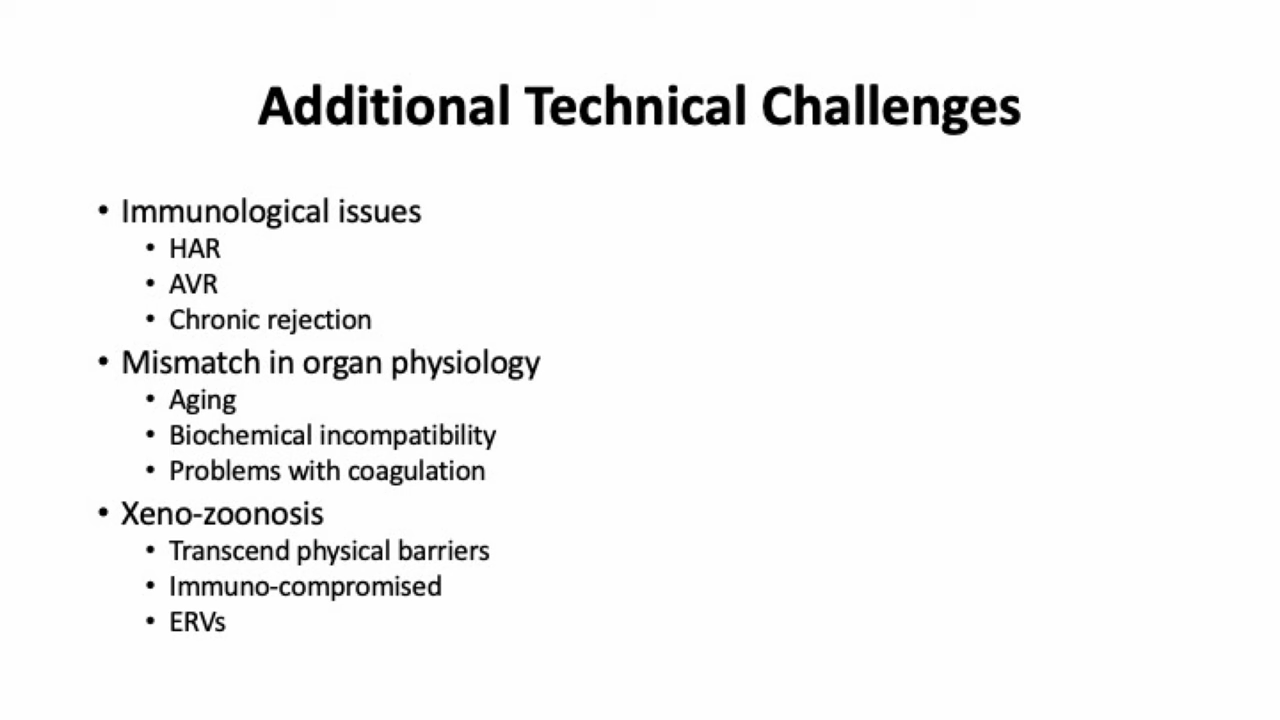 Additional Technical Challenges
• Immunological issues
• HAR
• AVR
• Chronic rejection
• Mismatch in organ physiology
• Aging
• Biochemical incompatibility
• Problems with coagulation
• Xeno-zoonosis
• Transcend physical barriers
• Immuno-compromised
• ERVs